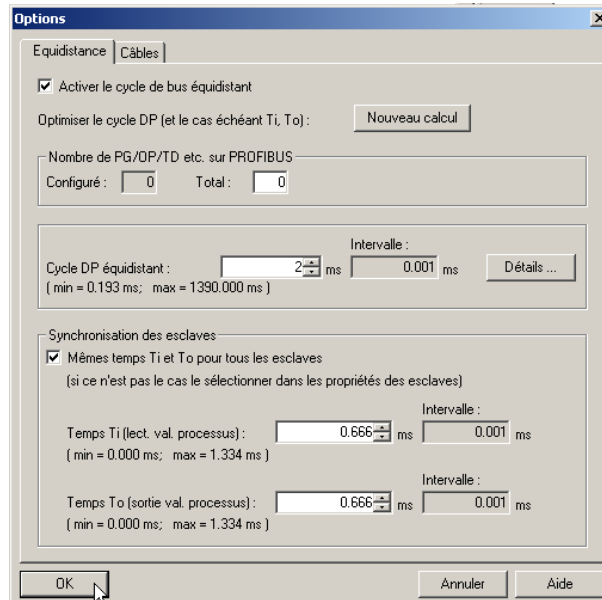 Options
Equidistance Câbles
Activer le cycle de bus équidistant
Optimiser le cycle DP (et le cas échéant Ti, To) : Nouveau calcul
Nombre de PG/OP/TD etc. sur PROFIBUS
Configuré : 0 Total : 0
Intervalle :
Cycle DP équidistant : 2 ms 0.001 ms Détails ...
( min = 0.193 ms; max = 1390.000 ms )
Synchronisation des esclaves
Mêmes temps Ti et To pour tous les esclaves
(si ce n'est pas le cas le sélectionner dans les propriétés des esclaves)
Intervalle :
Temps Ti (lect. val. processus) : 0.666 ms 0.001 ms
( min = 0.000 ms; max = 1.334 ms )
Intervalle :
Temps To (sortie val. processus) : 0.666 ms 0.001 ms
( min = 0.000 ms; max = 1.334 ms )
OK Annuler Aide